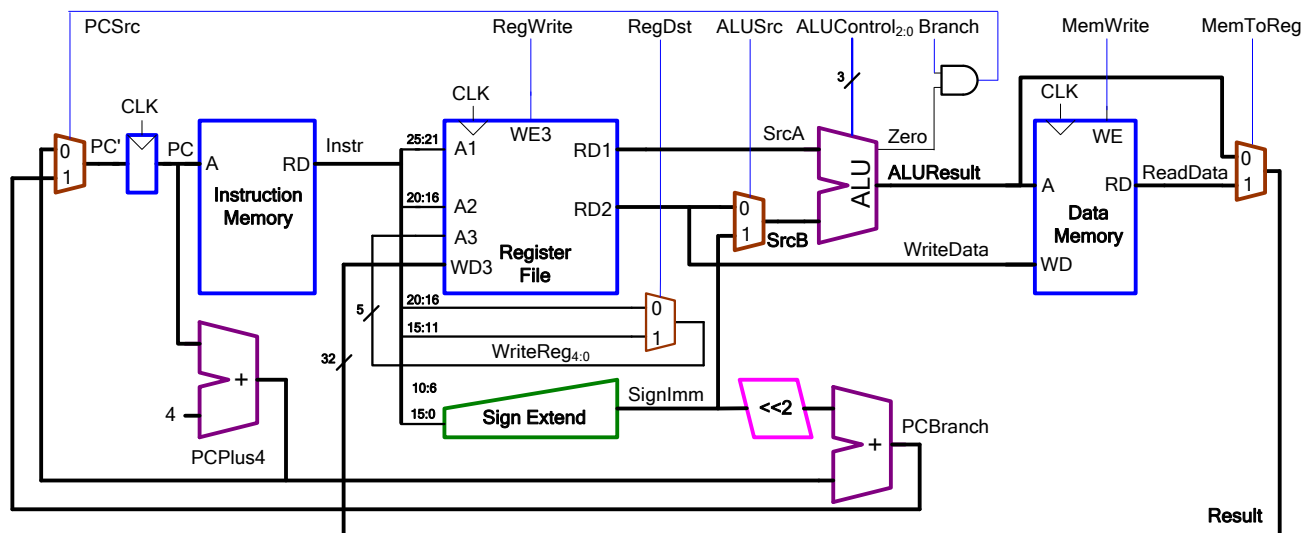 PCSrc RegWrite RegDst ALUSrc ALUControl2:0 Branch MemWrite MemToReg
3
CLK CLK CLK
WE3 WE
25:21
PC' PC A RD Instr A1 RD1 SrcA Zero
0
1
Instruction
Memory
20:16
A2 RD2 0 1 SrcB ALU ALUResult A RD ReadData 0 1
A3
WD3
Register
File
Data
Memory
WriteData WD
20:16
0
5
15:11
1
WriteReg4:0
32
+
4
PCPlus4
10:6
15:0
Sign Extend SignImm <<2
+
PCBranch
Result